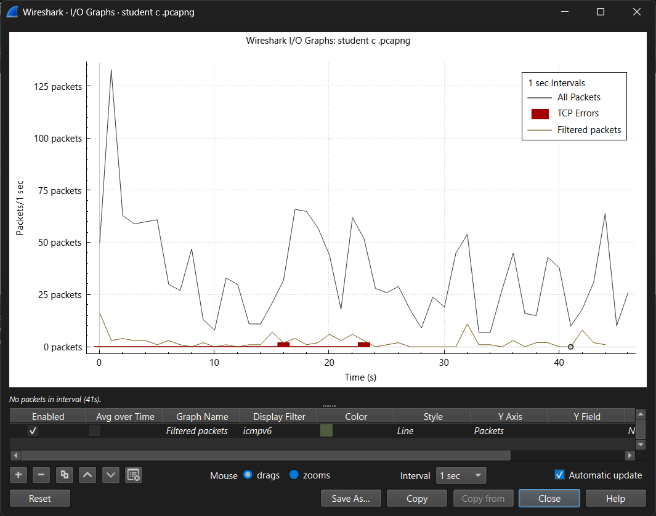 Wireshark · I/O Graphs · student c .pcapng
Wireshark I/O Graphs: student c .pcapng
1 sec Intervals
All Packets
TCP Errors
Filtered packets
125 packets
100 packets
75 packets
50 packets
25 packets
0 packets
Packets/1 sec
0 10 20 30 40
Time (s)
No packets in interval (41s).
Enabled Avg over Time Graph Name Display Filter Color Style Y Axis Y Field
Filtered packets icmpv6 Line Packets N
Mouse drags zooms Interval 1 sec Automatic update
Reset Save As... Copy Copy from Close Help